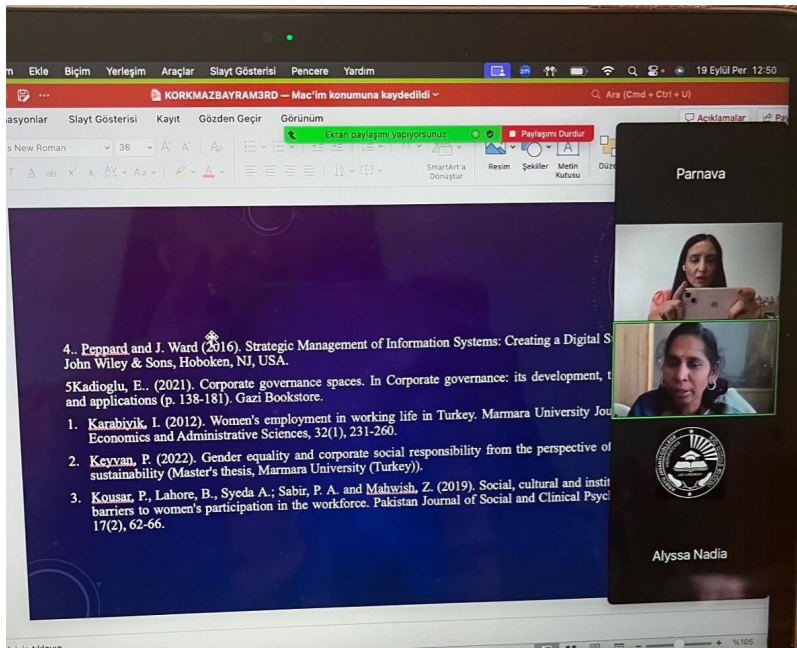 m Ekle Biçim Yerleşim Araçlar Slayt Gösterisi Pencere Yardım zm 19 Eylül Per 12:50
KORKMAZBAYRAM3RD — Mac'im konumuna kaydedildi Ara (Cmd + Ctrl + U)
asyonlar Slayt Gösterisi Kayıt Gözden Geçir Görünüm Açıklamalar Pay
Ekran paylaşımı yapıyorsunuz Paylaşımı Durdur
s New Roman 36
SmartArt'a Dönüştür Resim Şekiller Metin Kutusu Düze
Parnava
4.. Peppard and J. Ward (2016). Strategic Management of Information Systems: Creating a Digital S
John Wiley & Sons, Hoboken, NJ, USA.
5Kadioglu, E.. (2021). Corporate governance spaces. In Corporate governance: its development, t
and applications (p. 138-181). Gazi Bookstore.
1. Karabiyik, I. (2012). Women's employment in working life in Turkey. Marmara University Jou
Economics and Administrative Sciences, 32(1), 231-260.
2. Keyvan, P. (2022). Gender equality and corporate social responsibility from the perspective of
sustainability (Master's thesis, Marmara University (Turkey)).
3. Kousar, P., Lahore, B., Syeda A.; Sabir, P. A. and Mahwish, Z. (2019). Social, cultural and instit
barriers to women's participation in the workforce. Pakistan Journal of Social and Clinical Psyc
17(2), 62-66.
Alyssa Nadia
%105